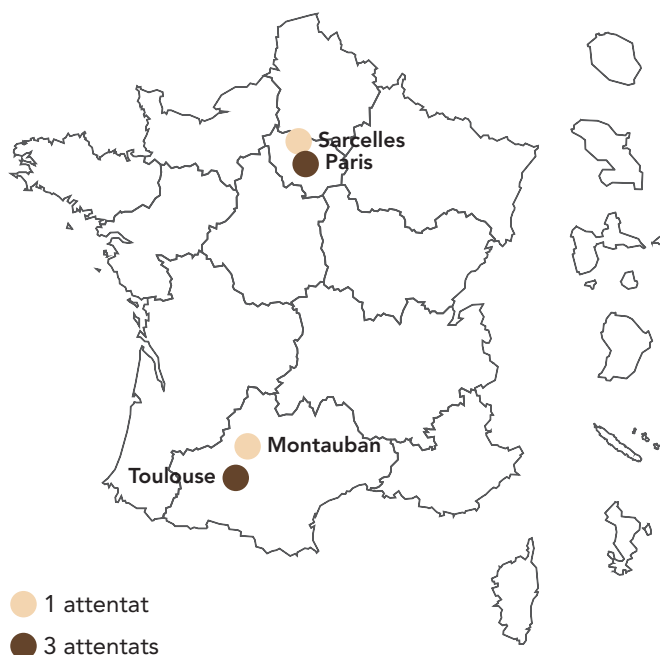 Sarcelles
Paris
Montauban
Toulouse
1 attentat
3 attentats